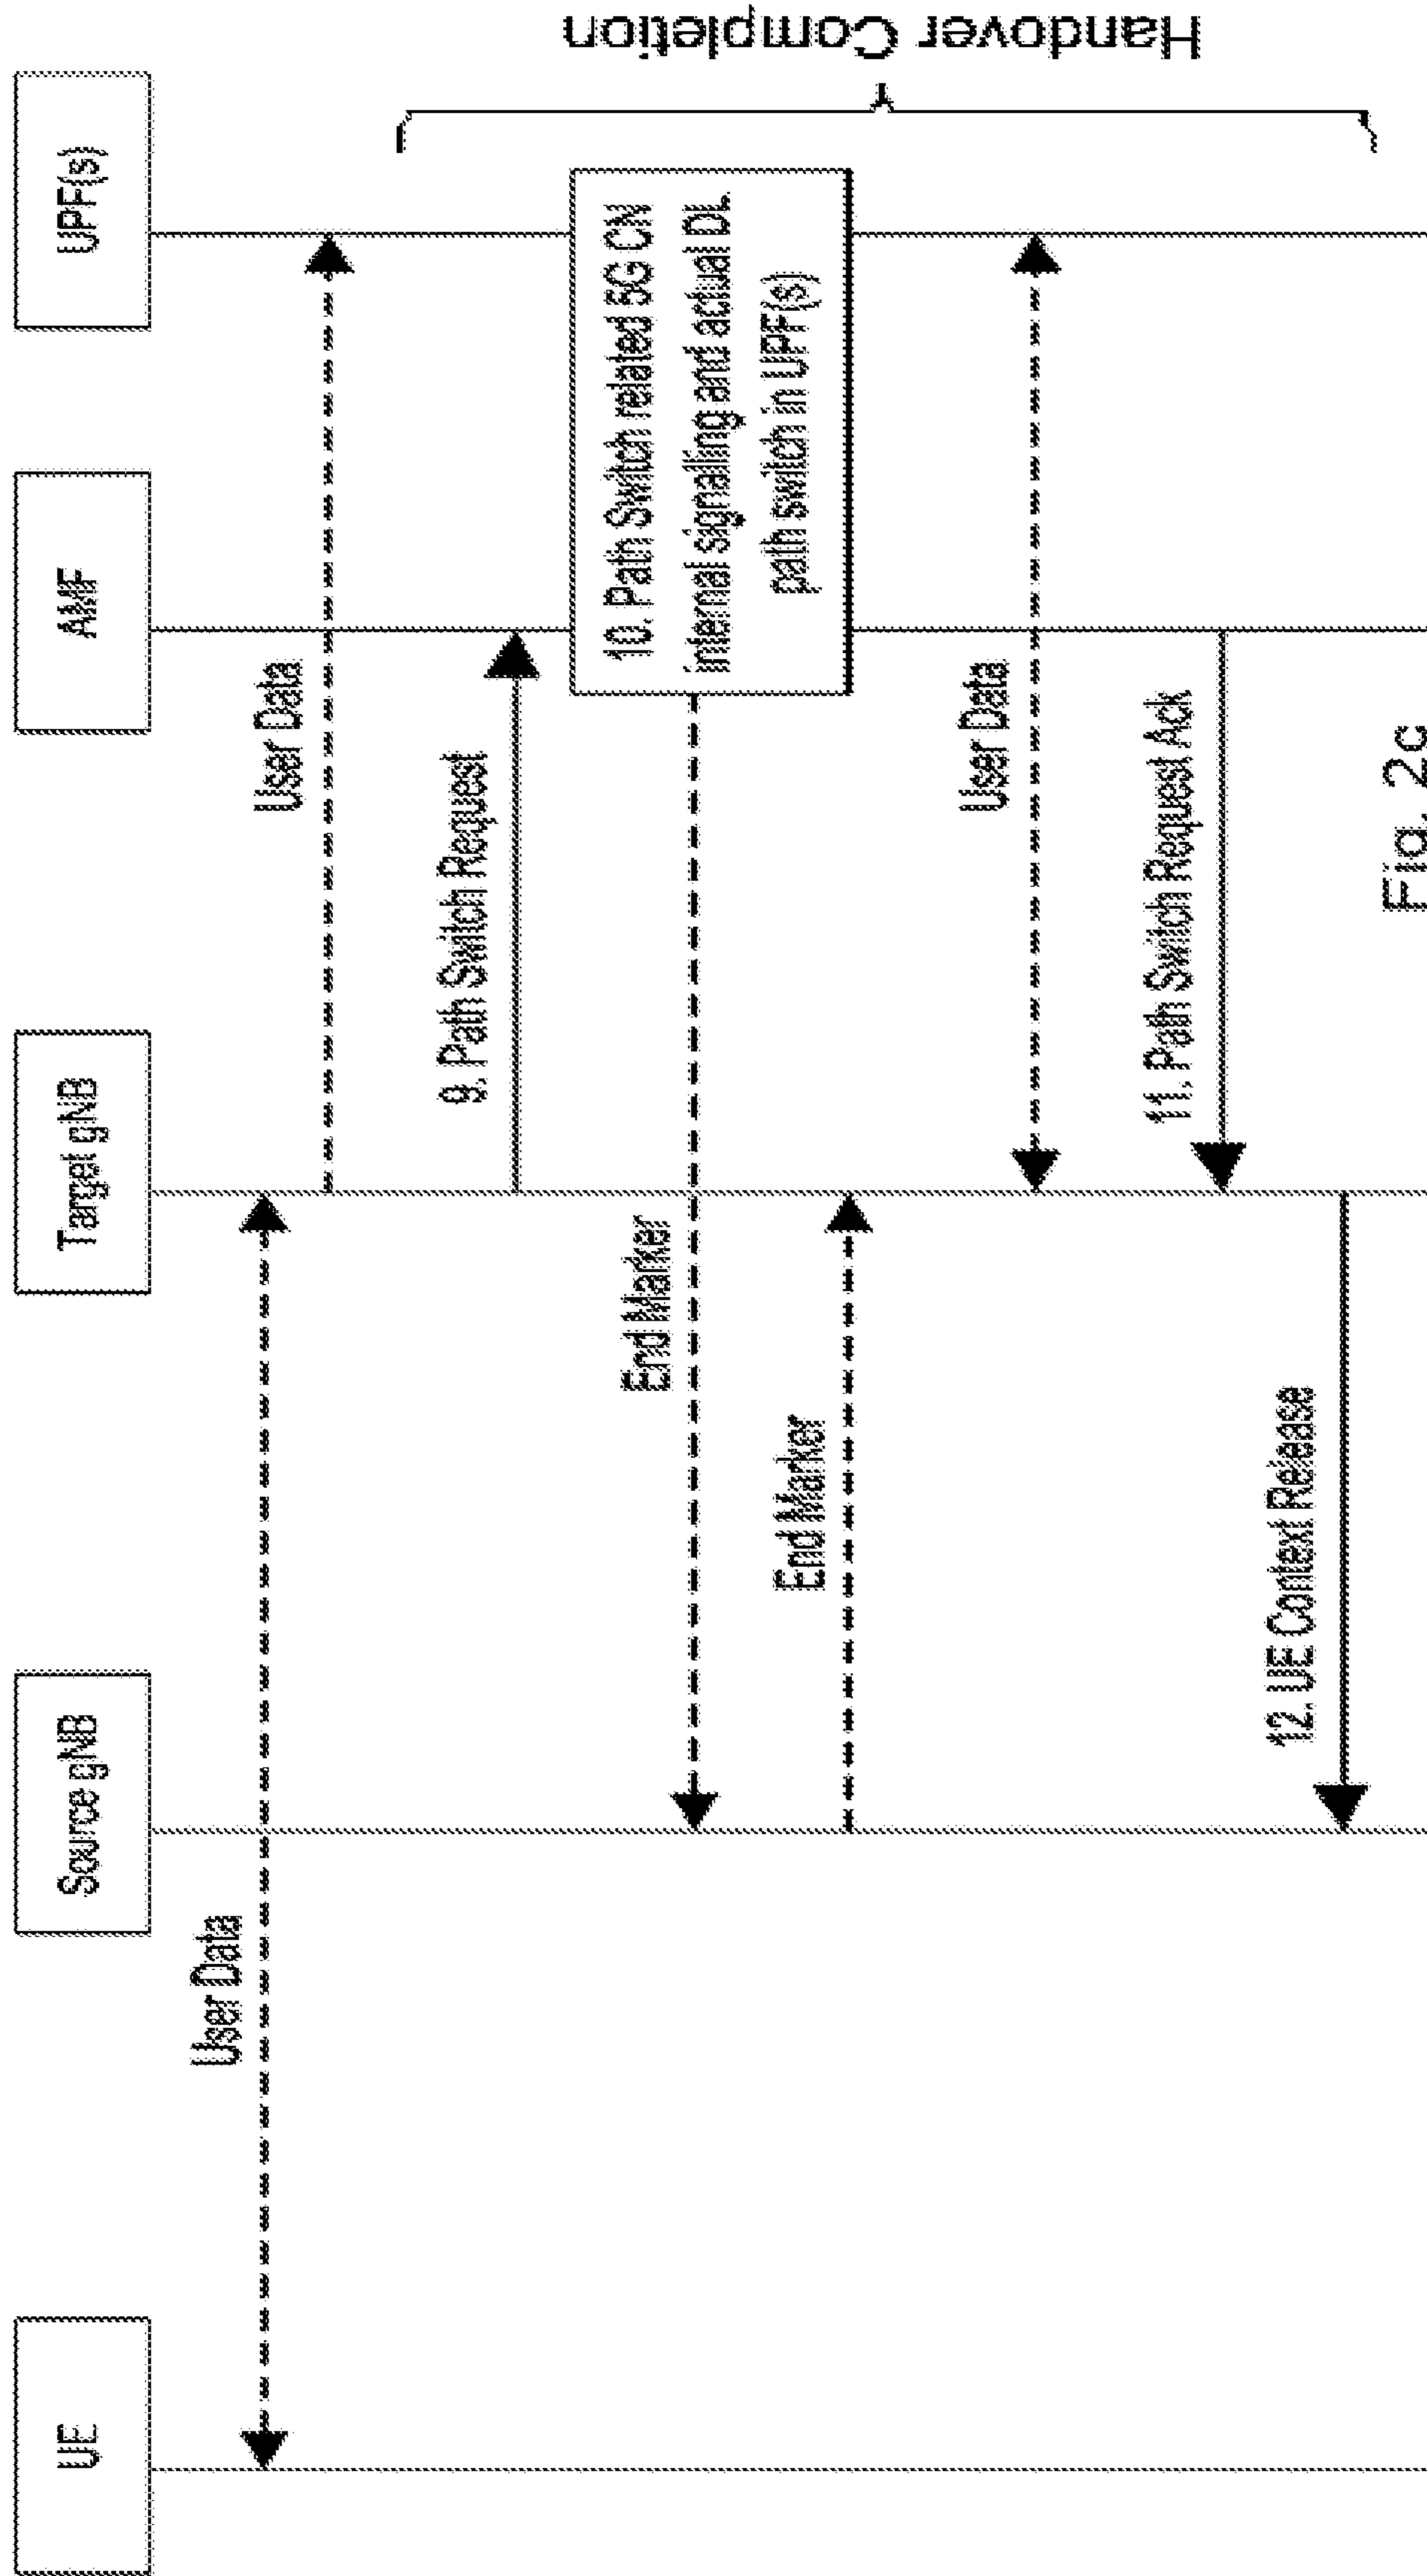 UE
Source gNB
Target gNB
AMF
UPF(s)
User Data
User Data
9. Path Switch Request
10. Path Switch related 5G CN
internal signalling and actual DL
path switch in UPF(s)
End Marker
End Marker
User Data
11. Path Switch Request Ack
12. UE Context Release
Handover Completion
Fig. 2c